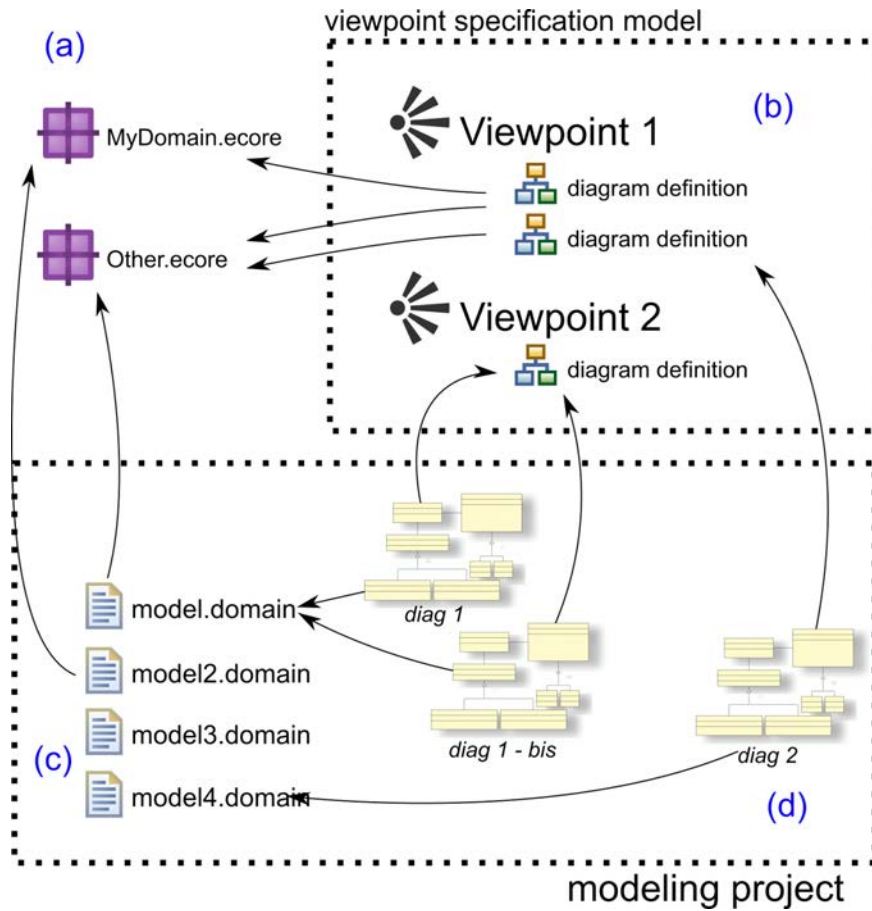 viewpoint specification model
(a)
(b)
MyDomain.ecore
Viewpoint 1
diagram definition
diagram definition
Other.ecore
Viewpoint 2
diagram definition
model.domain
diag 1
model2.domain
model3.domain
diag 1 - bis
diag 2
(c)
model4.domain
(d)
modeling project